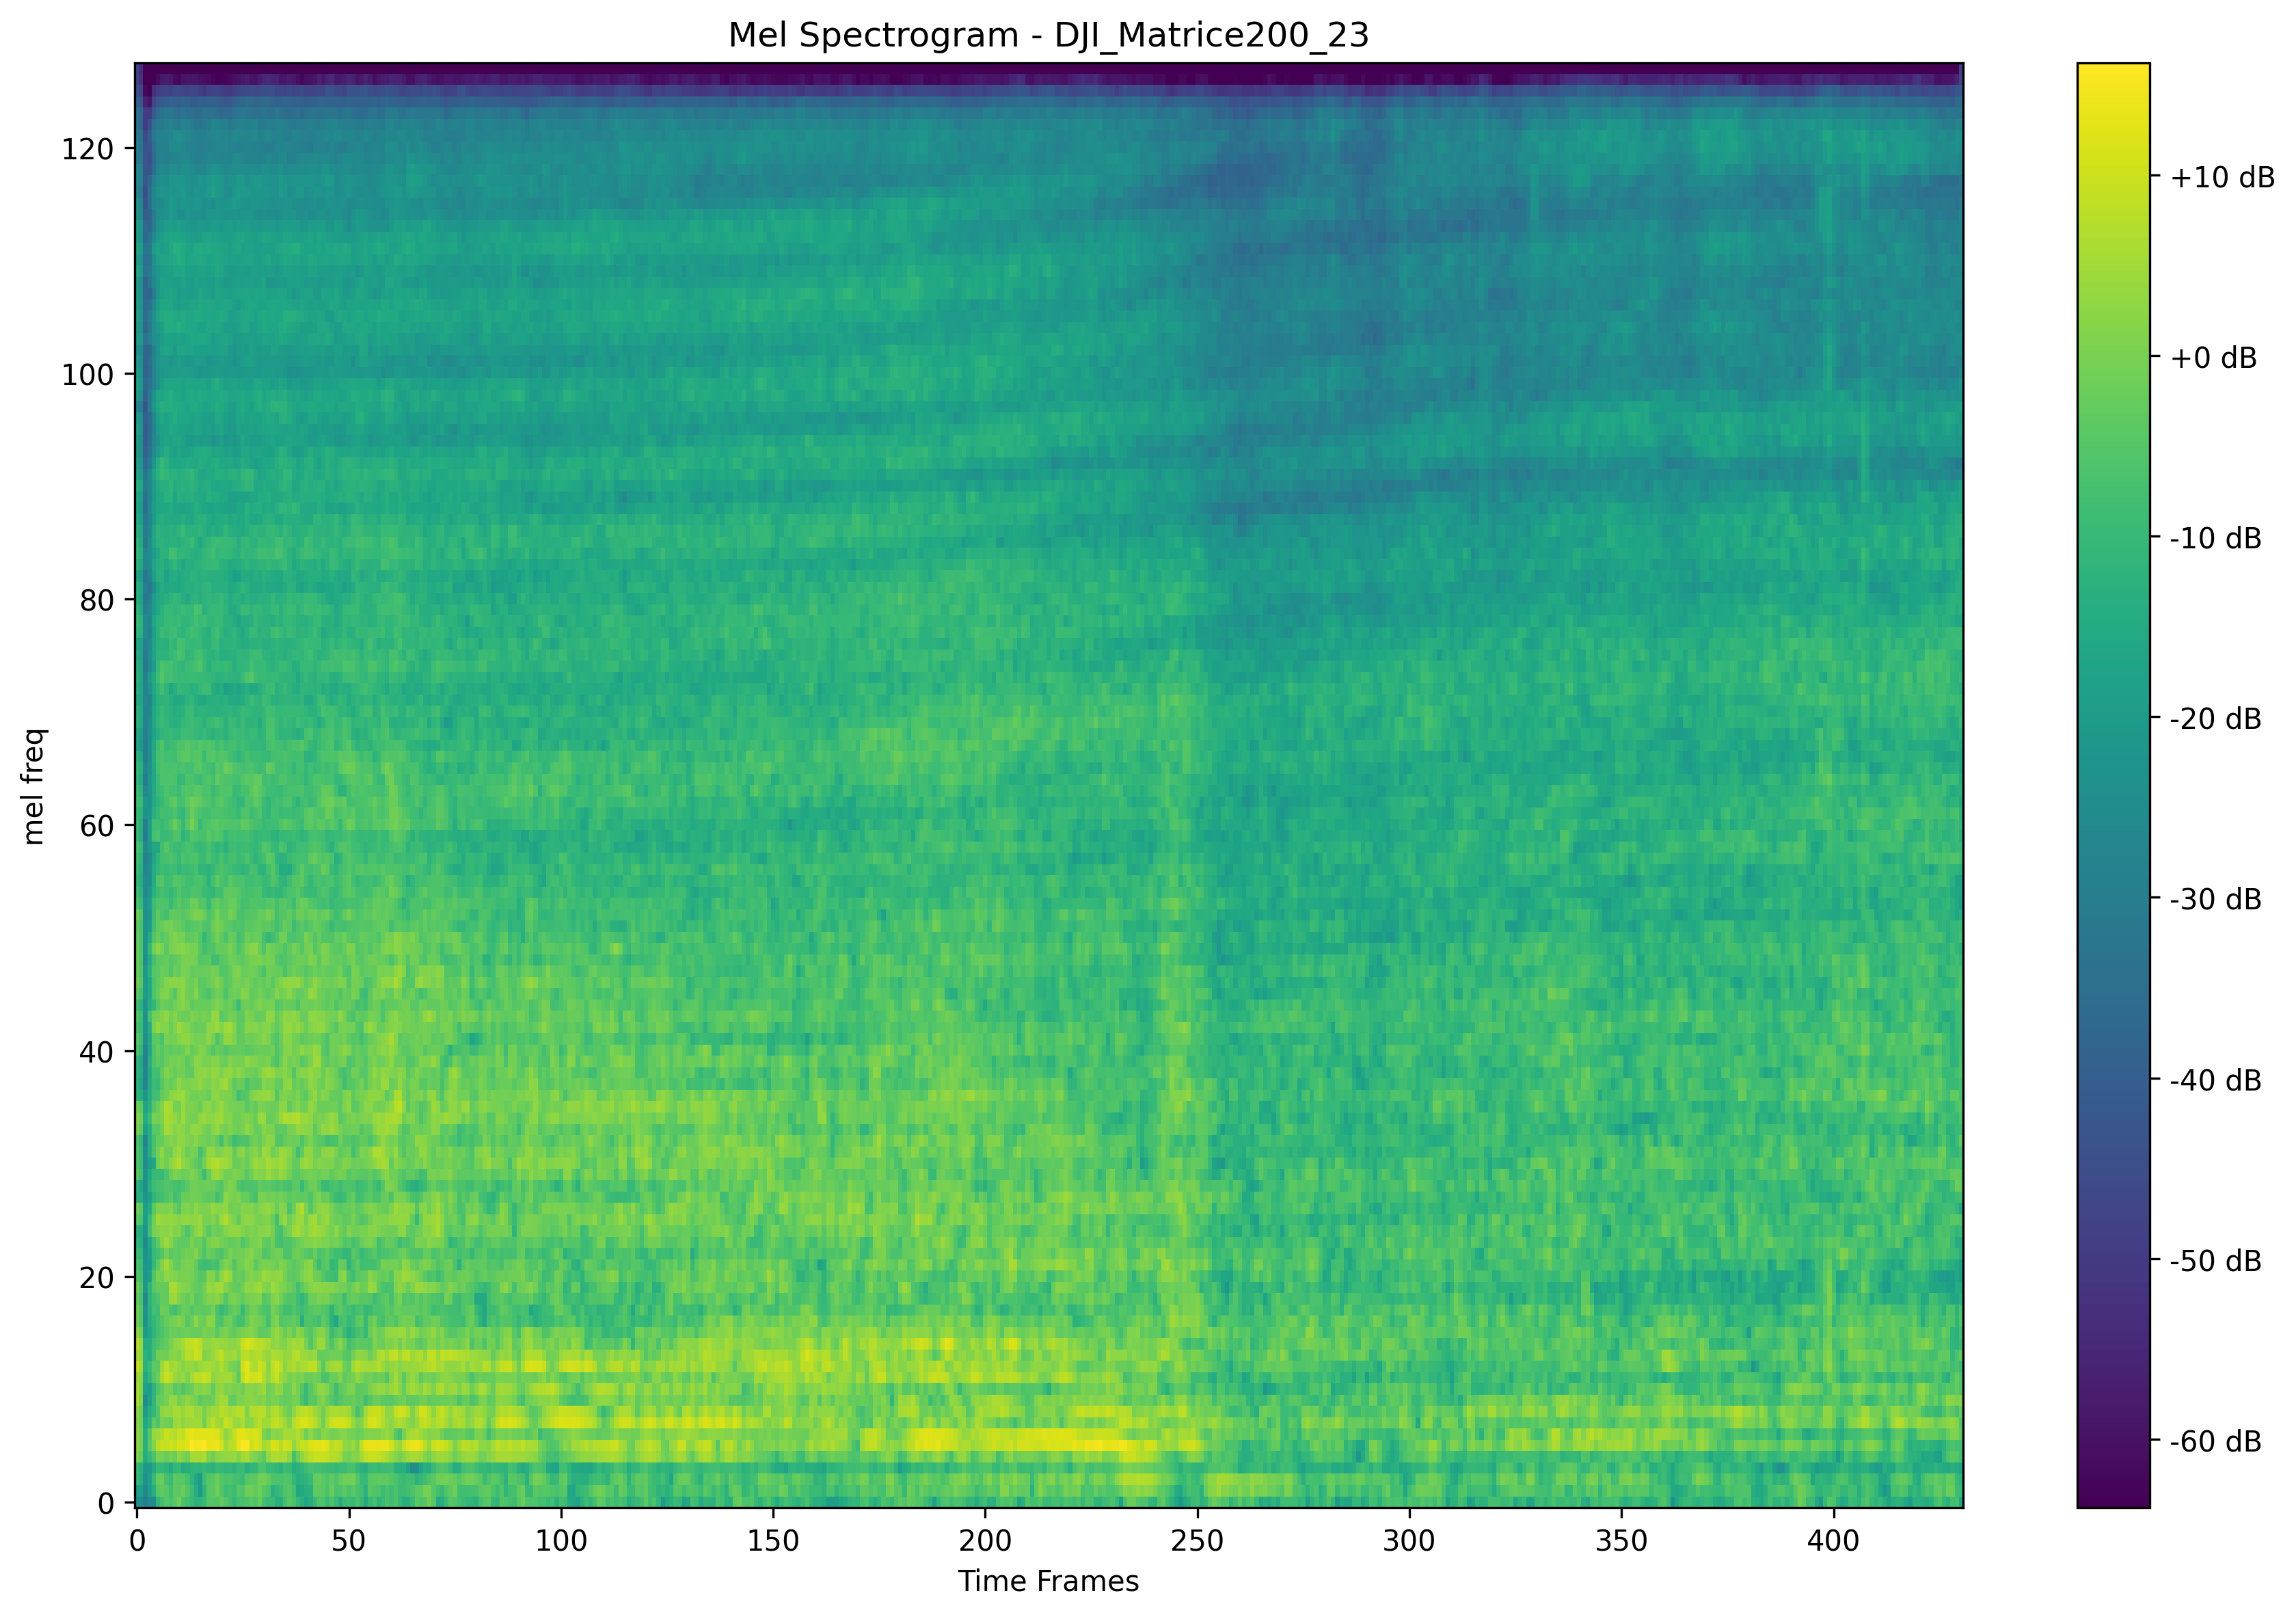 Mel Spectrogram - DJI_Matrice200_23
mel freq
120
100
80
60
40
20
0
0 50 100 150 200 250 300 350 400
Time Frames
+10 dB
+0 dB
-10 dB
-20 dB
-30 dB
-40 dB
-50 dB
-60 dB